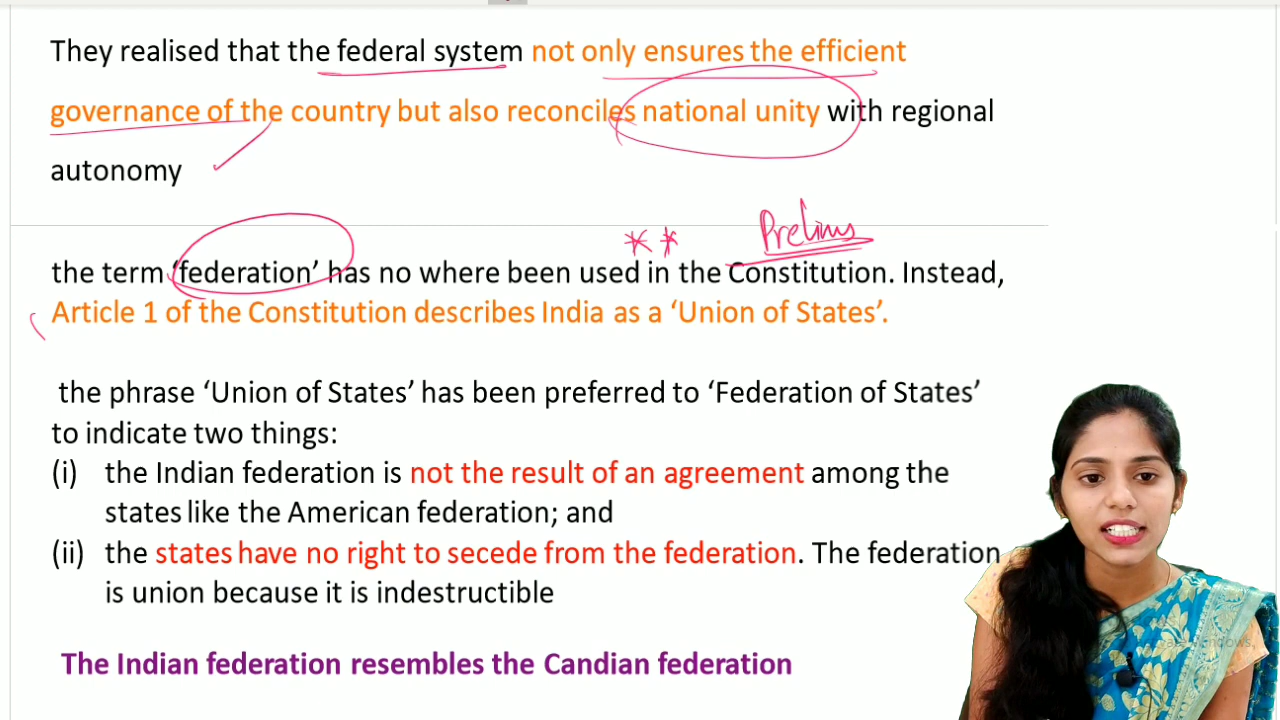 They realised that the federal system not only ensures the efficient
governance of the country but also reconciles national unity with regional
autonomy
Prelims
the term ‘federation’ has no where been used in the Constitution. Instead,
Article 1 of the Constitution describes India as a ‘Union of States’.
the phrase ‘Union of States’ has been preferred to ‘Federation of States’
to indicate two things:
(i) the Indian federation is not the result of an agreement among the
states like the American federation; and
(ii) the states have no right to secede from the federation. The federation
is union because it is indestructible
The Indian federation resembles the Candian federation